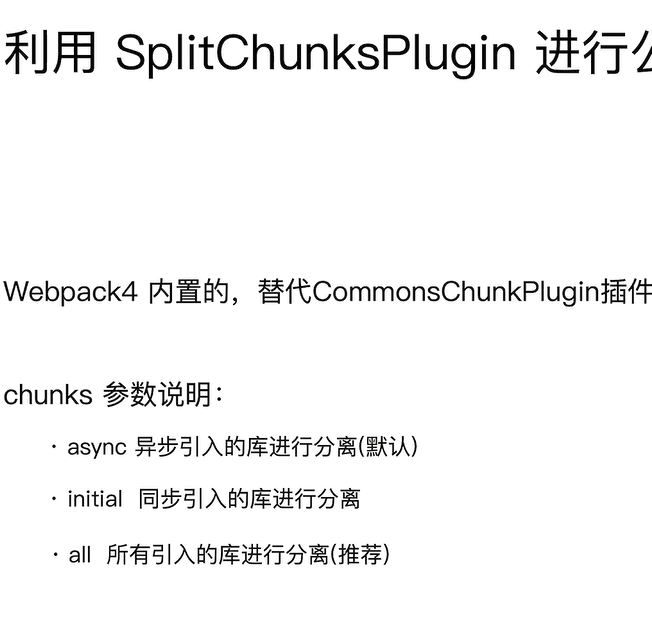 利用 SplitChunksPlugin 进行
Webpack4 内置的，替代CommonsChunkPlugin插件
chunks 参数说明：
· async 异步引入的库进行分离(默认)
· initial 同步引入的库进行分离
· all 所有引入的库进行分离(推荐)